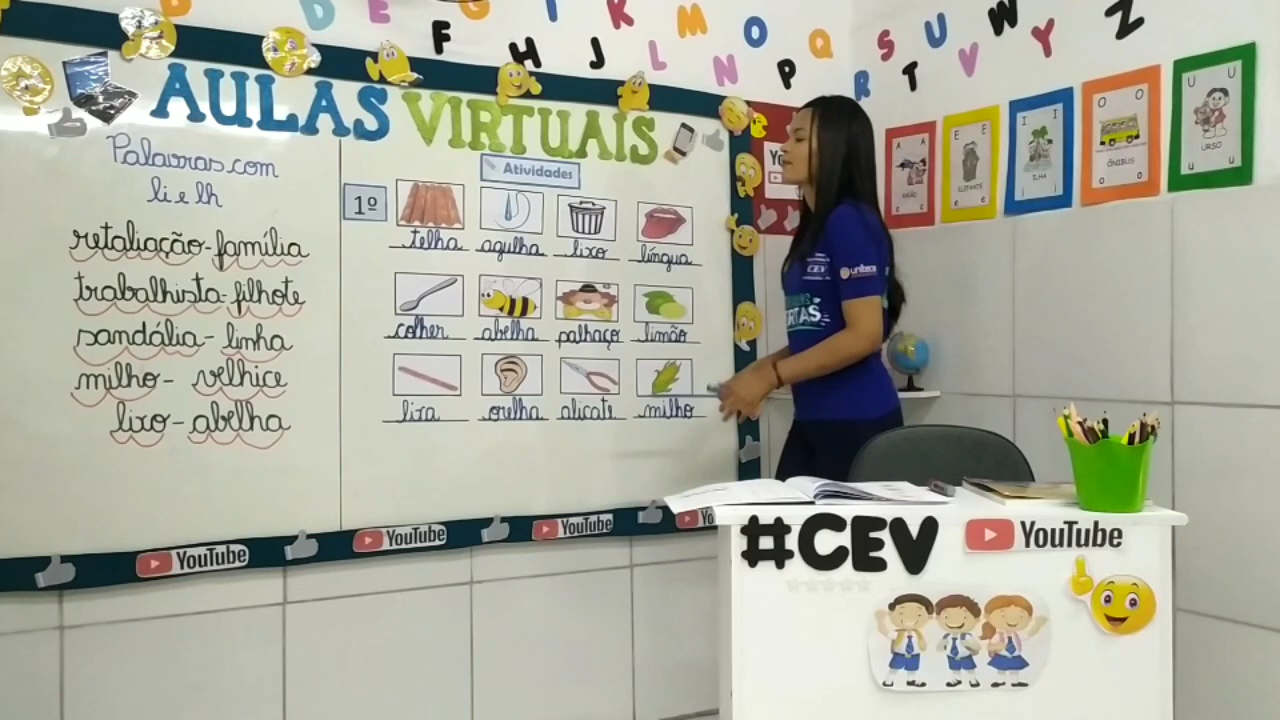 F H J K L M N O P Q R S T U V W Y Z
AULAS VIRTUAIS
Palavras com
li e lh
retaliação - família
trabalhista - filhote
sandália - linha
milho - velhice
lixo - abelha
Atividades
1º
telha agulha lixo língua
colher abelha palhaço limão
lixa orelha alicate milho
YouTube YouTube YouTube
A A
E E
ELEFANTE
e e
I I
ILHA
i i
O O
ÔNIBUS
o o
U U
URSO
u u
CEV
#CEV YouTube